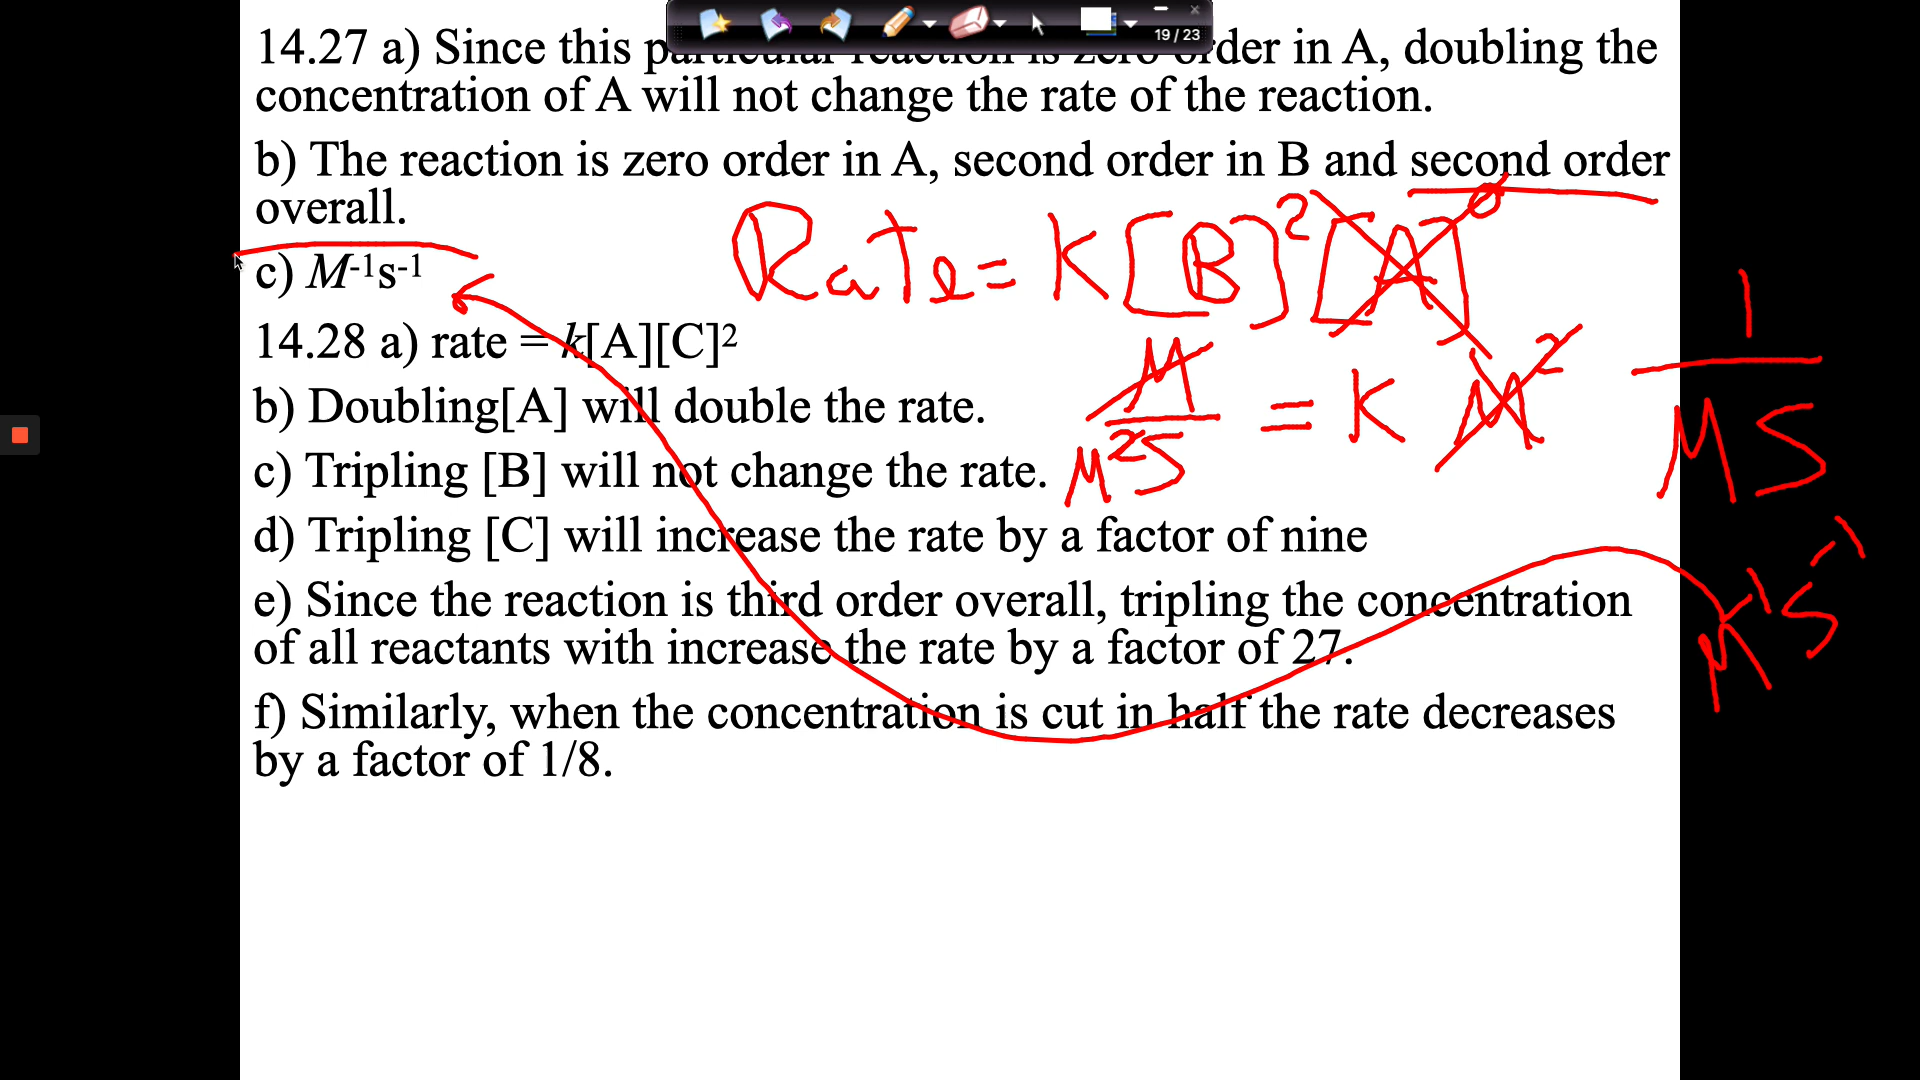 19 / 23
14.27 a) Since this particular reaction is zero order in A, doubling the
concentration of A will not change the rate of the reaction.
b) The reaction is zero order in A, second order in B and second order
overall.
Rate = K[B]²[A]⁰
c) M⁻¹s⁻¹
14.28 a) rate = k[A][C]²
M / M²S = K M²
1 / MS
b) Doubling[A] will double the rate.
c) Tripling [B] will not change the rate.
d) Tripling [C] will increase the rate by a factor of nine
M⁻¹S⁻¹
e) Since the reaction is third order overall, tripling the concentration
of all reactants with increase the rate by a factor of 27.
f) Similarly, when the concentration is cut in half the rate decreases
by a factor of 1/8.